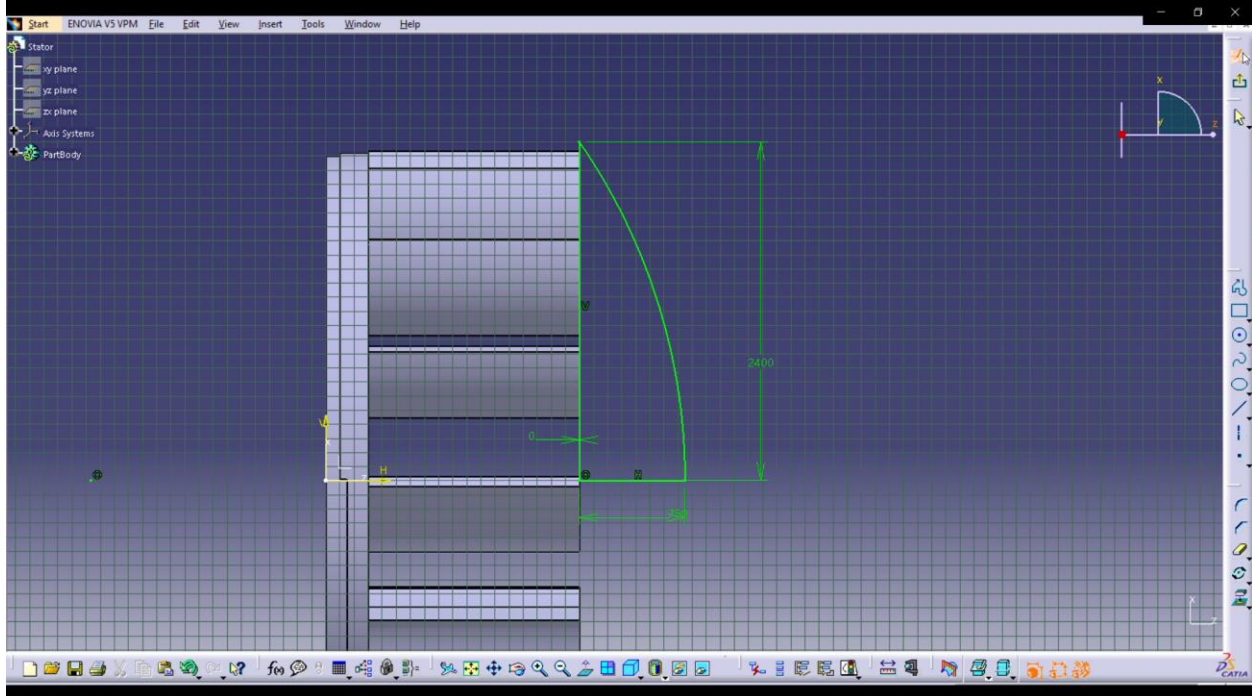 Start ENOVIA V5 VPM File Edit View Insert Tools Window Help
Stator
xy plane
yz plane
zx plane
Axis Systems
PartBody
x
y
z
V
2400
0
H
H
x
z
f(x)
CATIA